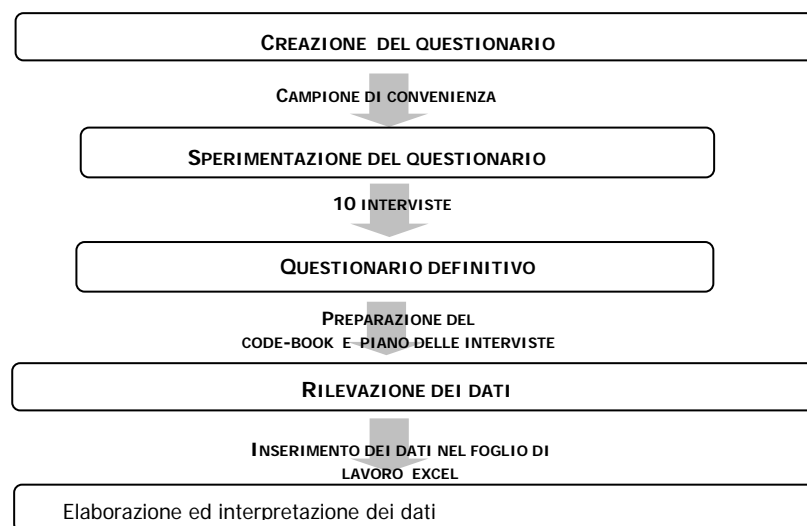 CREAZIONE DEL QUESTIONARIO
CAMPIONE DI CONVENIENZA
SPERIMENTAZIONE DEL QUESTIONARIO
10 INTERVISTE
QUESTIONARIO DEFINITIVO
PREPARAZIONE DEL
CODE-BOOK E PIANO DELLE INTERVISTE
RILEVAZIONE DEI DATI
INSERIMENTO DEI DATI NEL FOGLIO DI
LAVORO EXCEL
Elaborazione ed interpretazione dei dati